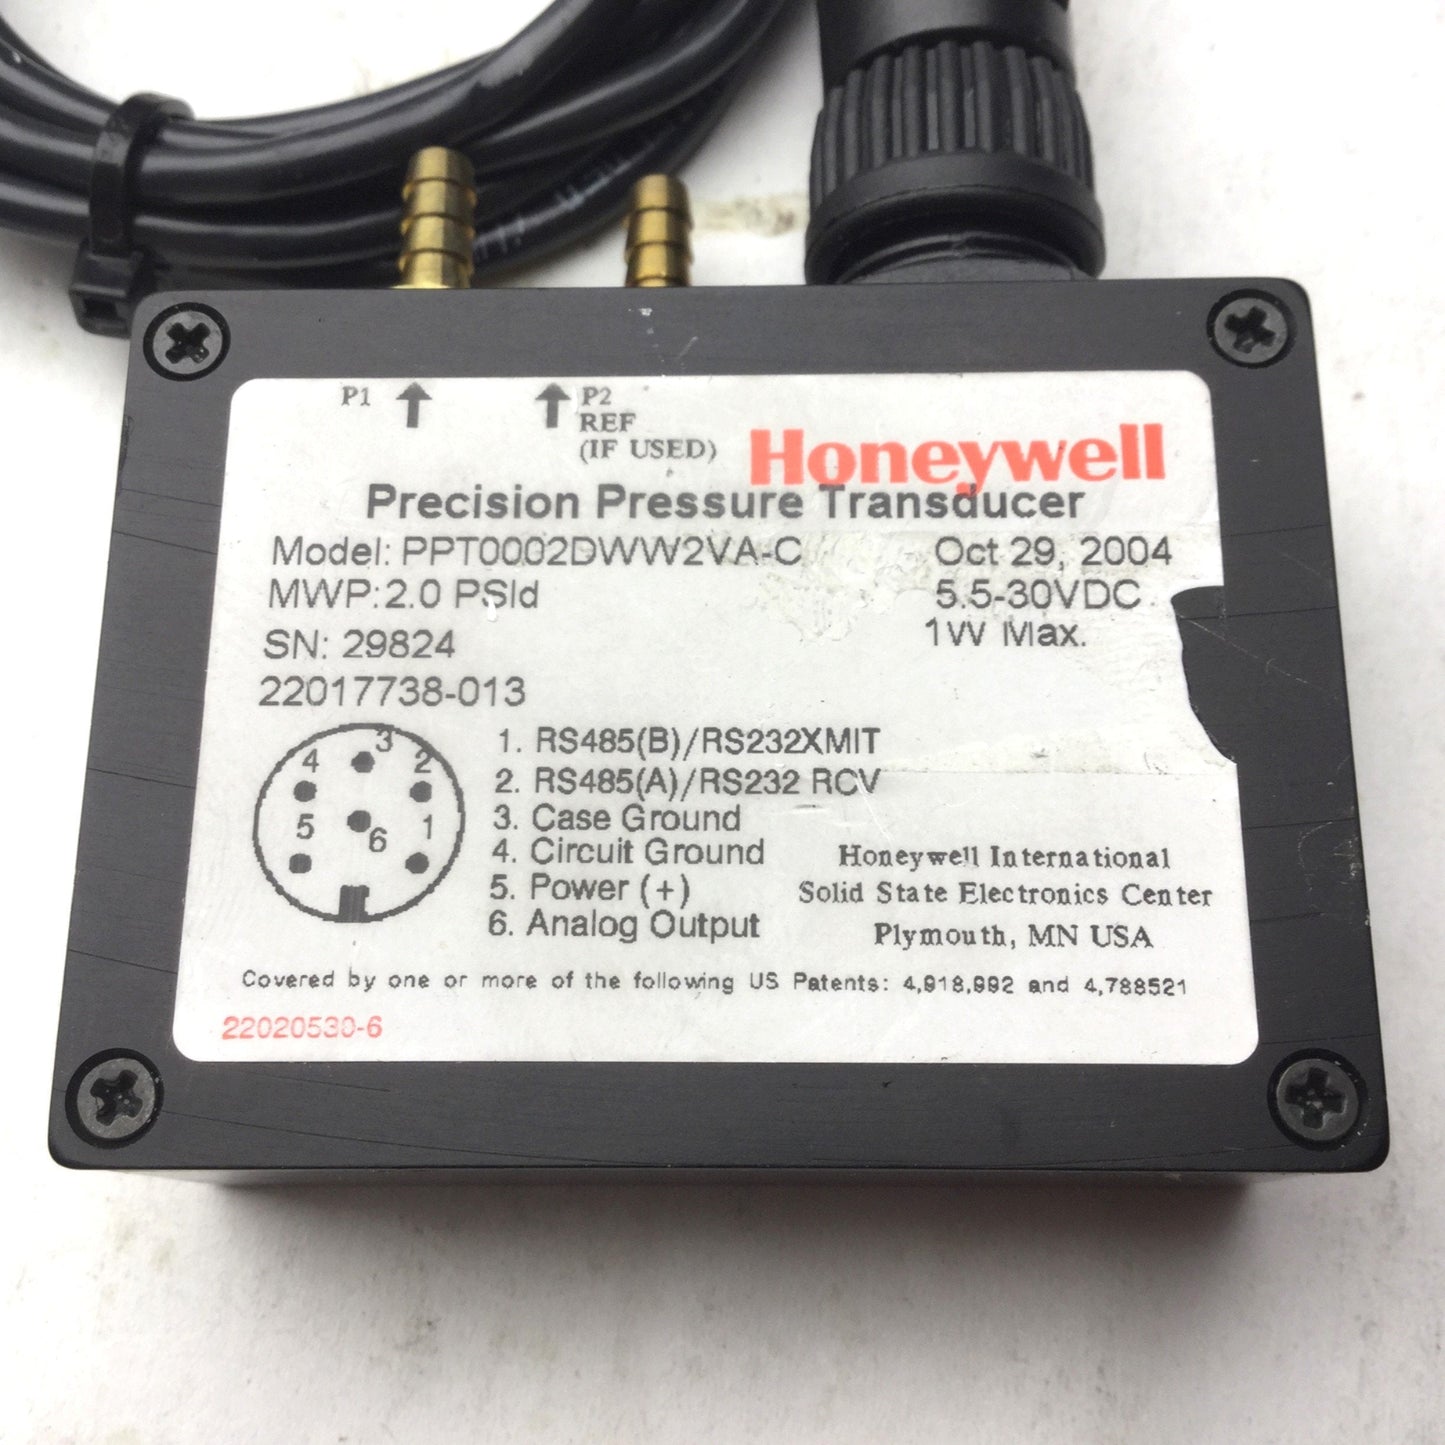 P1
P2
REF
(IF USED)
Honeywell
Precision Pressure Transducer
Model: PPT0002DWW2VA-C Oct 29, 2004
MWP:2.0 PSId 5.5-30VDC
SN: 29824 1W Max.
22017738-013
3
4 2
5 1
6
1. RS485(B)/RS232XMIT
2. RS485(A)/RS232 RCV
3. Case Ground
4. Circuit Ground
5. Power (+)
6. Analog Output
Honeywell International
Solid State Electronics Center
Plymouth, MN USA
Covered by one or more of the following US Patents: 4,918,992 and 4,788521
22020530-6